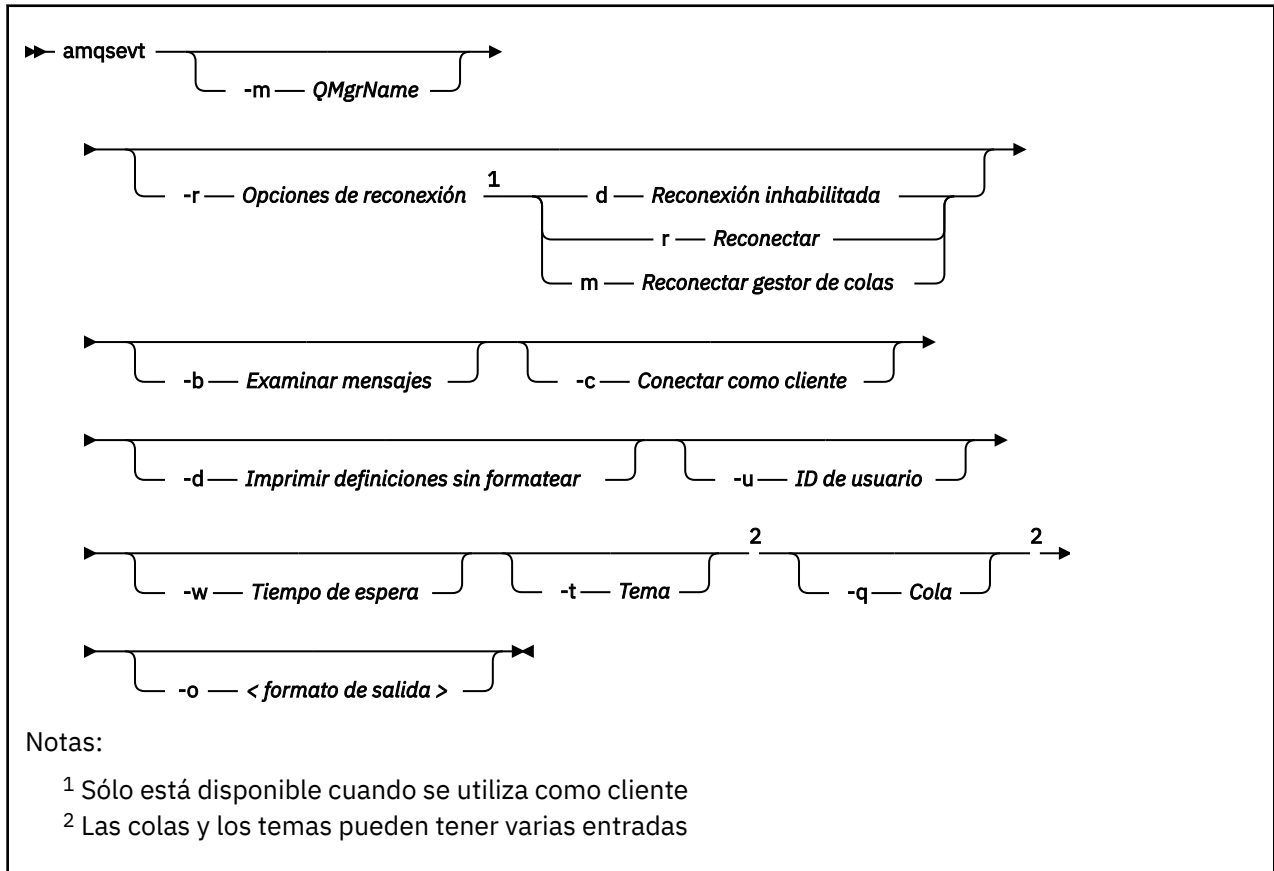 amqsevt
-m QMgrName
-r Opciones de reconexión 1 d Reconexión inhabilitada
r Reconectar
m Reconectar gestor de colas
-b Examinar mensajes -c Conectar como cliente
-d Imprimir definiciones sin formatear -u ID de usuario
2 2
-w Tiempo de espera -t Tema -q Cola
-o < formato de salida >
Notas:
1 Sólo está disponible cuando se utiliza como cliente
2 Las colas y los temas pueden tener varias entradas